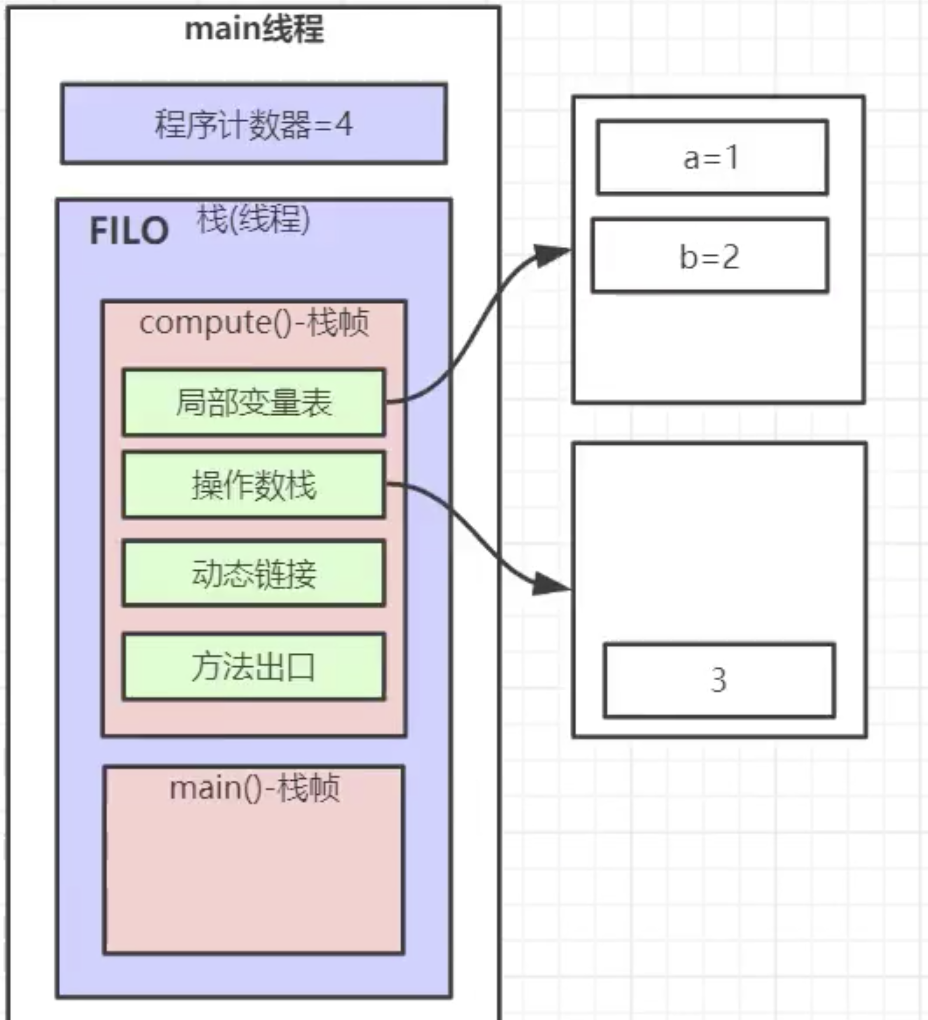 main线程
程序计数器=4
FILO 栈(线程)
compute()-栈帧
局部变量表
操作数栈
动态链接
方法出口
main()-栈帧
a=1
b=2
3